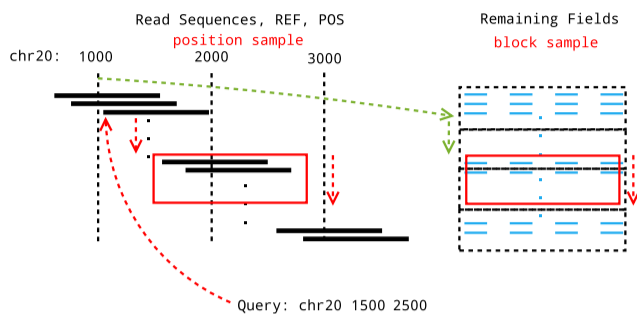 Read Sequences, REF, POS
position sample
Remaining Fields
block sample
chr20: 1000 2000 3000
Query: chr20 1500 2500